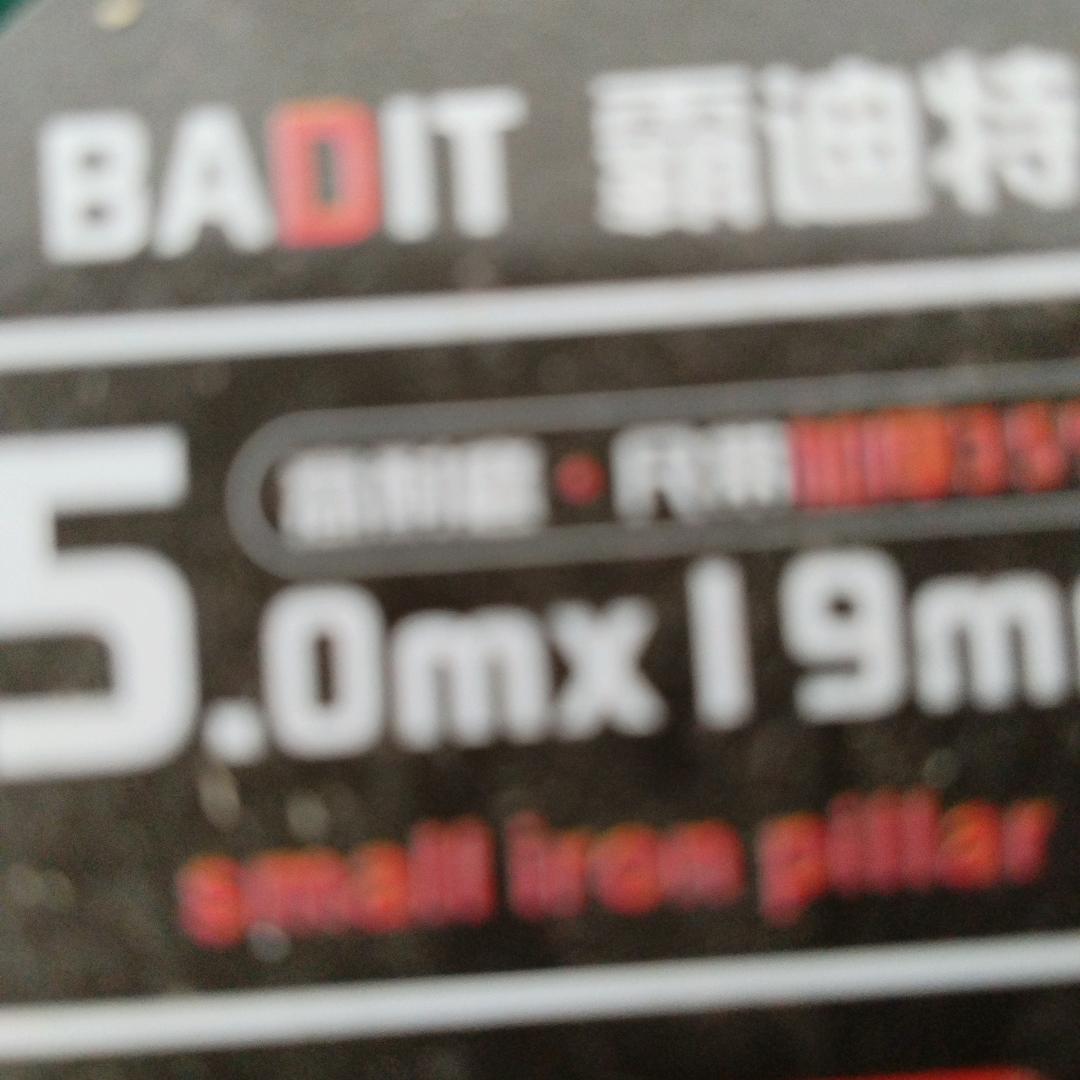 BADIT 霸迪特
5.0mx19m
small iron pillar